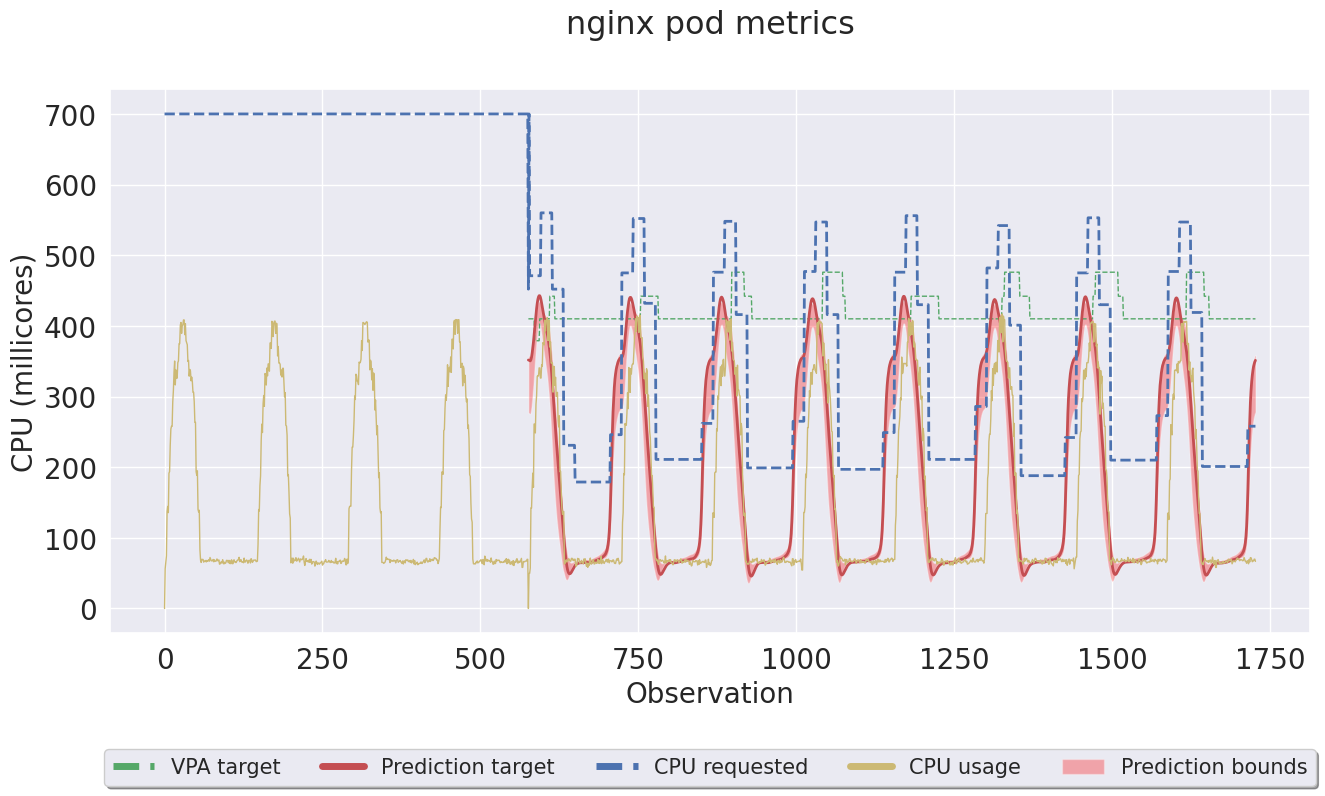 nginx pod metrics
700
600
500
400
300
200
100
0
CPU (millicores)
0 250 500 750 1000 1250 1500 1750
Observation
VPA target Prediction target CPU requested CPU usage Prediction bounds